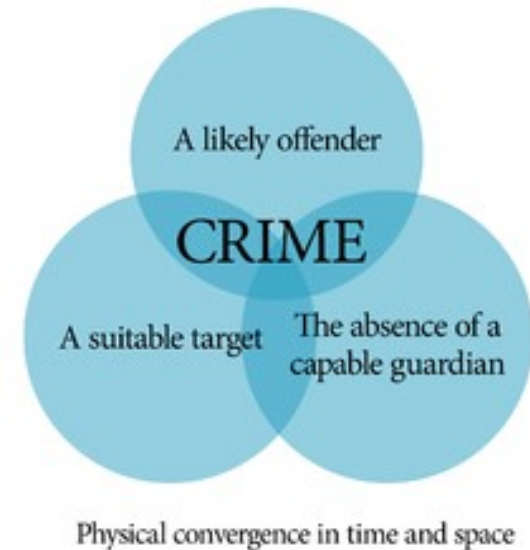 A likely offender
CRIME
A suitable target
The absence of a
capable guardian
Physical convergence in time and space